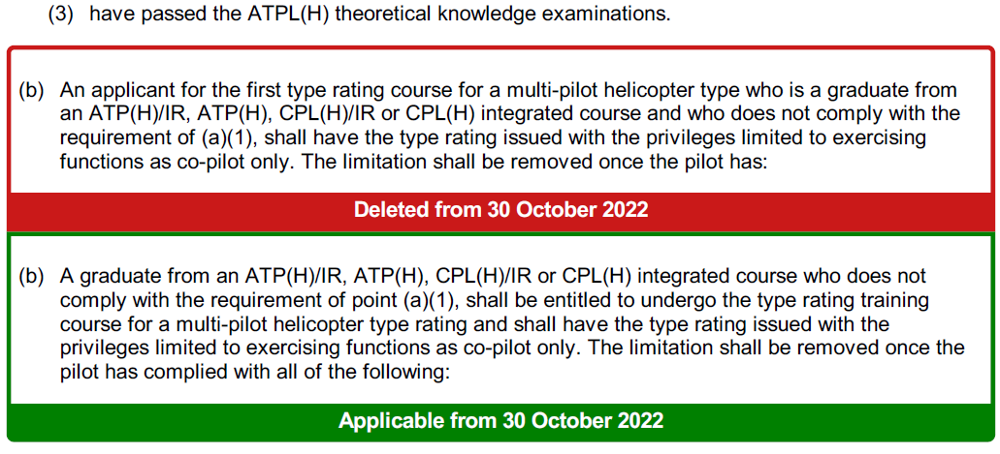 (3) have passed the ATPL(H) theoretical knowledge examinations.
(b) An applicant for the first type rating course for a multi-pilot helicopter type who is a graduate from
an ATP(H)/IR, ATP(H), CPL(H)/IR or CPL(H) integrated course and who does not comply with the
requirement of (a)(1), shall have the type rating issued with the privileges limited to exercising
functions as co-pilot only. The limitation shall be removed once the pilot has:
Deleted from 30 October 2022
(b) A graduate from an ATP(H)/IR, ATP(H), CPL(H)/IR or CPL(H) integrated course who does not
comply with the requirement of point (a)(1), shall be entitled to undergo the type rating training
course for a multi-pilot helicopter type rating and shall have the type rating issued with the
privileges limited to exercising functions as co-pilot only. The limitation shall be removed once the
pilot has complied with all of the following:
Applicable from 30 October 2022